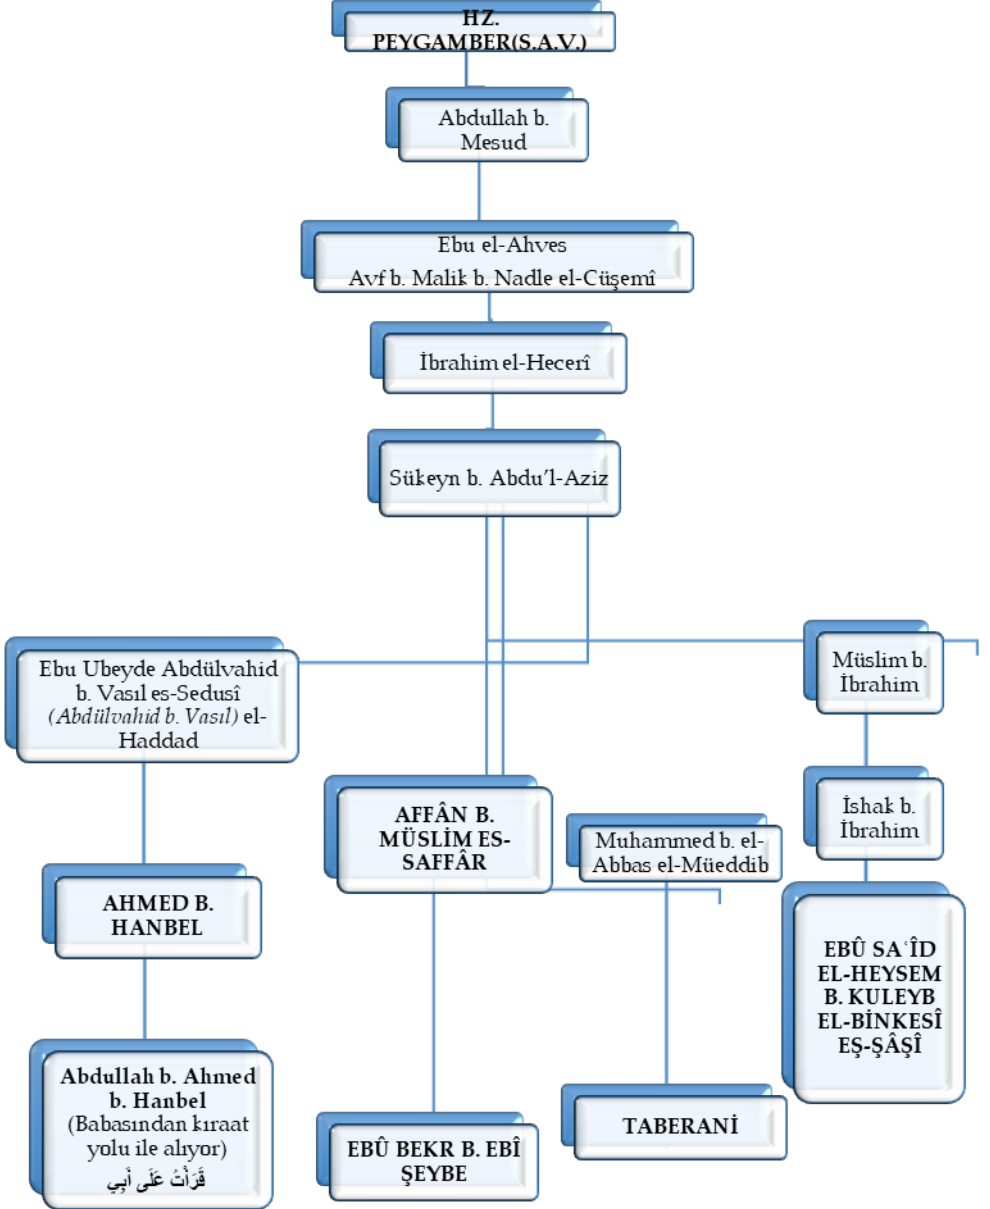 HZ.
PEYGAMBER(S.A.V.)
Abdullah b.
Mesud
Ebu el-Ahves
Avf b. Malik b. Nadle el-Cüşemî
İbrahim el-Hecerî
Sükeyn b. Abdu’l-Aziz
Ebu Ubeyde Abdülvahid
b. Vasıl es-Sedusî
(Abdülvahid b. Vasıl) el-
Haddad
Müslim b.
İbrahim
AFFÂN B.
MÜSLİM ES-
SAFFÂR
Muhammed b. el-
Abbas el-Müeddib
İshak b.
İbrahim
AHMED B.
HANBEL
EBÛ SAʿÎD
EL-HEYSEM
B. KULEYB
EL-BİNKESÎ
EŞ-ŞÂŞÎ
Abdullah b. Ahmed
b. Hanbel
(Babasından kıraat
yolu ile alıyor)
قَرَأْتُ عَلَى أَبِي
EBÛ BEKR B. EBÎ
ŞEYBE
TABERANİ